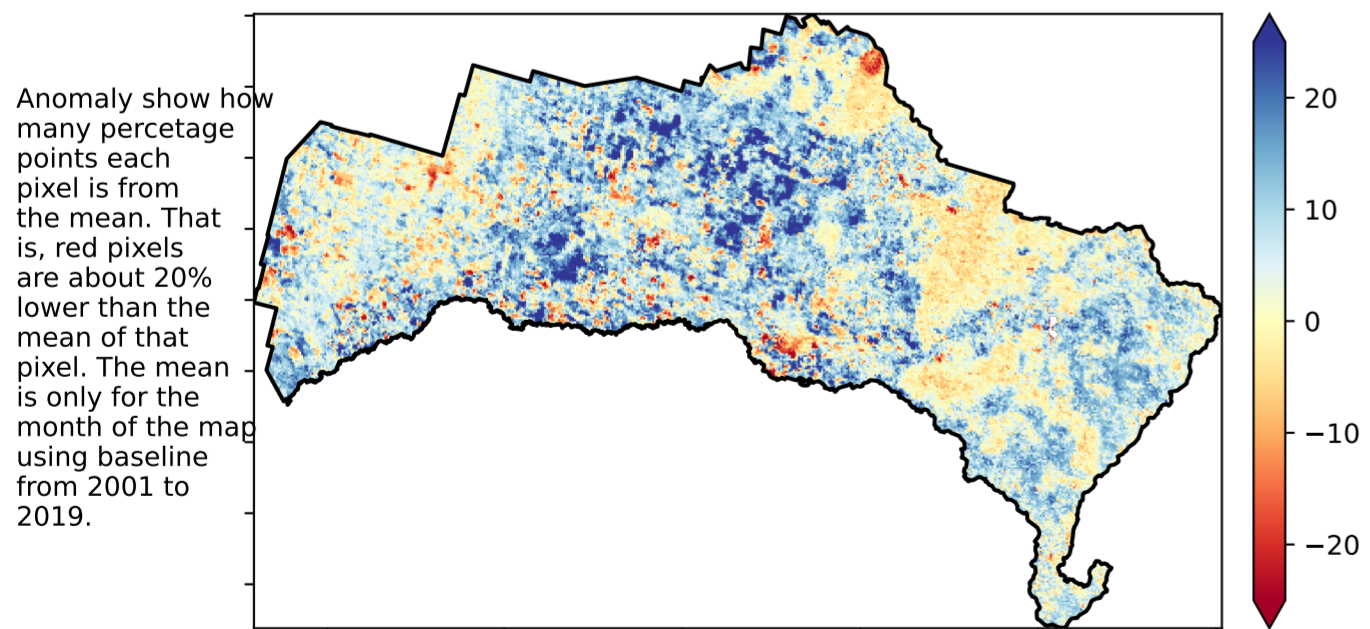 Anomaly show how
many percetage
points each
pixel is from
the mean. That
is, red pixels
are about 20%
lower than the
mean of that
pixel. The mean
is only for the
month of the map
using baseline
from 2001 to
2019.
20
10
0
−10
−20